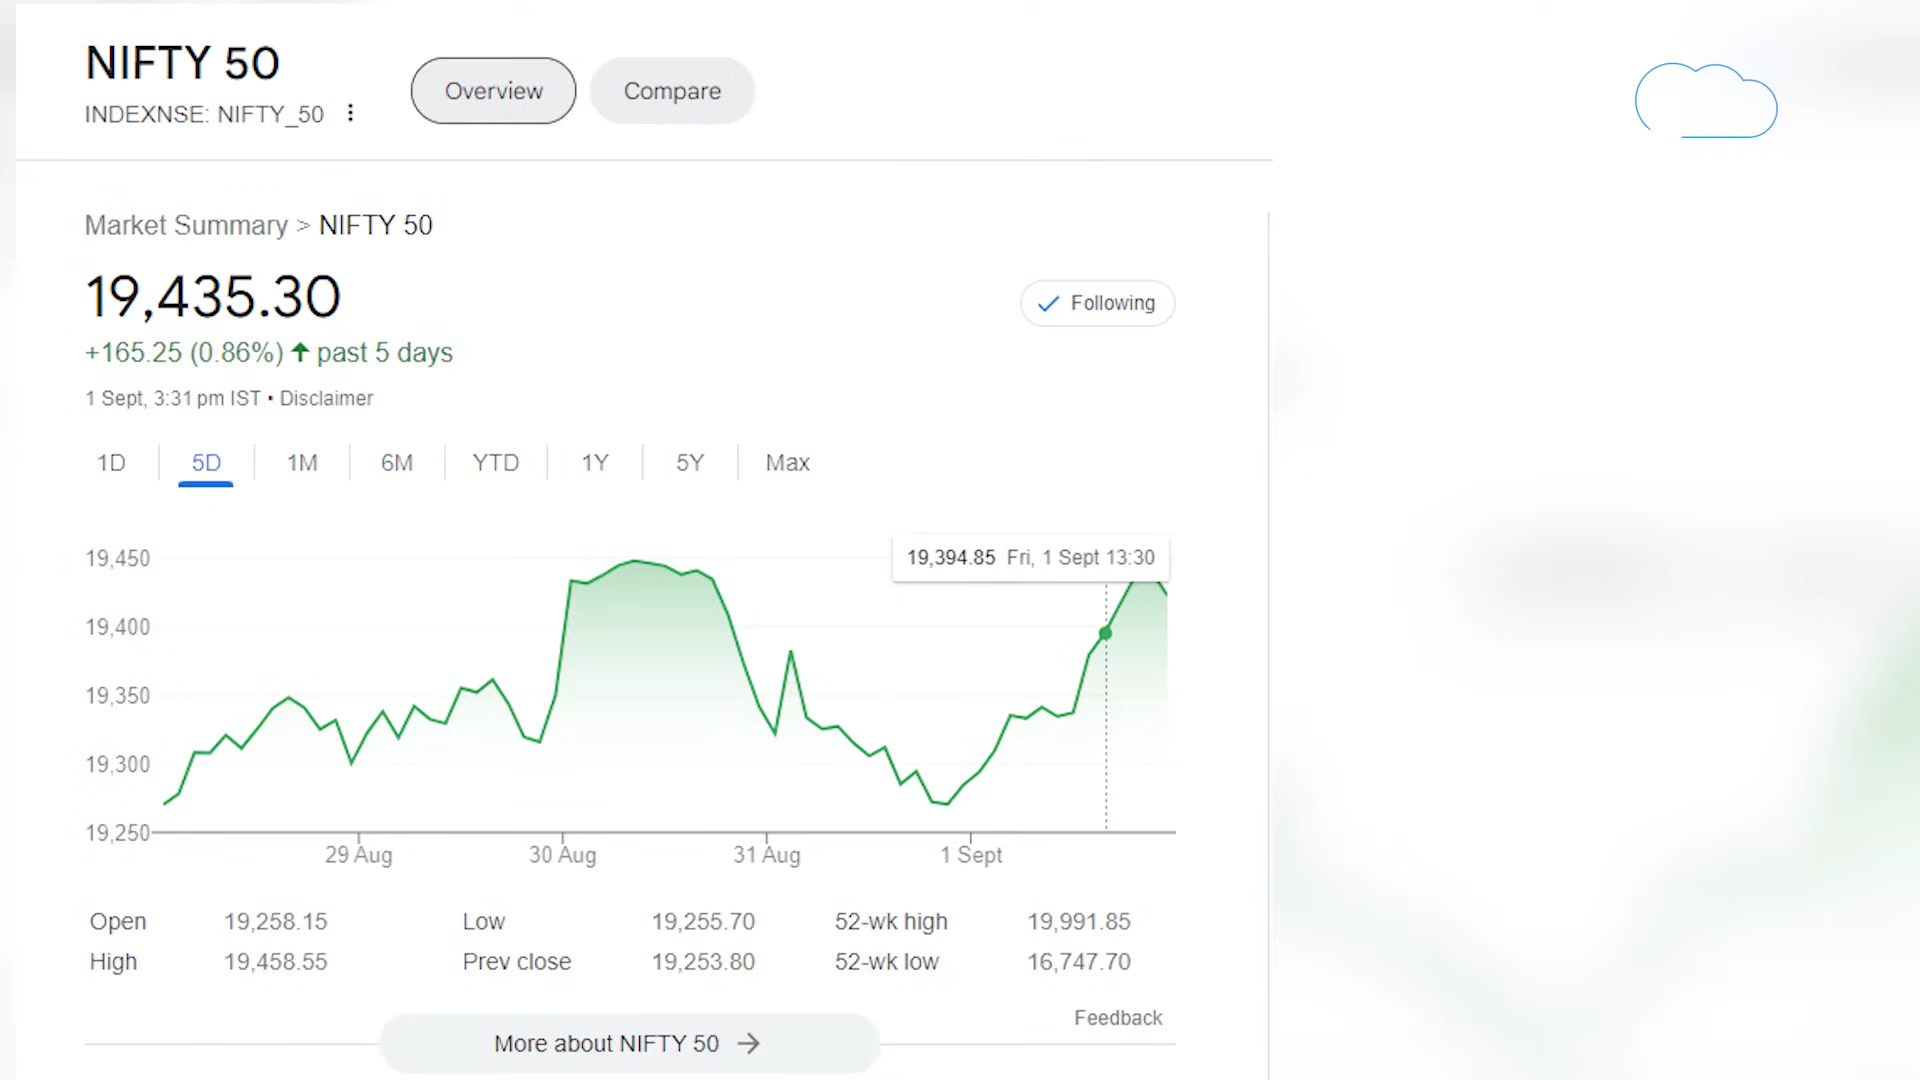 NIFTY 50
INDEXNSE: NIFTY_50
Overview
Compare
Market Summary > NIFTY 50
19,435.30
Following
+165.25 (0.86%) ↑ past 5 days
1 Sept, 3:31 pm IST • Disclaimer
1D 5D 1M 6M YTD 1Y 5Y Max
19,394.85 Fri, 1 Sept 13:30
19,450
19,400
19,350
19,300
19,250
29 Aug 30 Aug 31 Aug 1 Sept
Open 19,258.15 Low 19,255.70 52-wk high 19,991.85
High 19,458.55 Prev close 19,253.80 52-wk low 16,747.70
Feedback
More about NIFTY 50 →